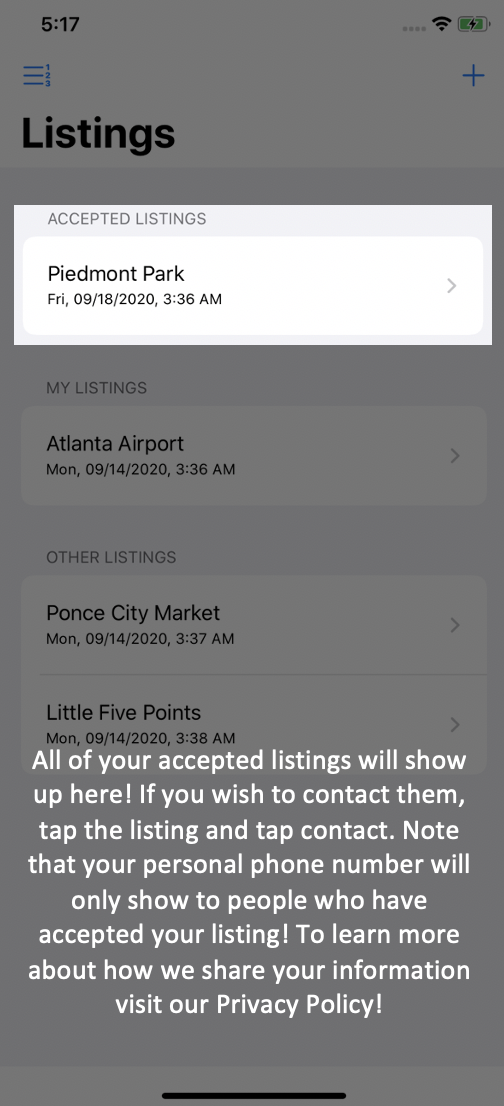 5:17
1
2
3
Listings
ACCEPTED LISTINGS
Piedmont Park
Fri, 09/18/2020, 3:36 AM
MY LISTINGS
Atlanta Airport
Mon, 09/14/2020, 3:36 AM
OTHER LISTINGS
Ponce City Market
Mon, 09/14/2020, 3:37 AM
Little Five Points
Mon, 09/14/2020, 3:38 AM
All of your accepted listings will show
up here! If you wish to contact them,
tap the listing and tap contact. Note
that your personal phone number will
only show to people who have
accepted your listing! To learn more
about how we share your information
visit our Privacy Policy!